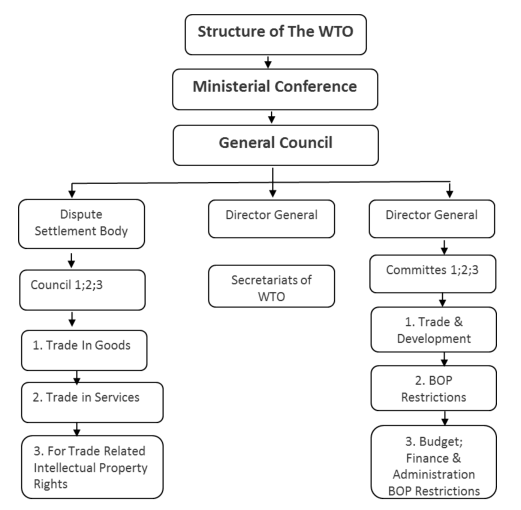 Structure of The WTO
Ministerial Conference
General Council
Dispute
Settlement Body
Director General
Director General
Council 1;2;3
Secretariats of
WTO
Committes 1;2;3
1. Trade In Goods
1. Trade &
Development
2. Trade in Services
2. BOP
Restrictions
3. For Trade Related
Intellectual Property
Rights
3. Budget;
Finance &
Administration
BOP Restrictions